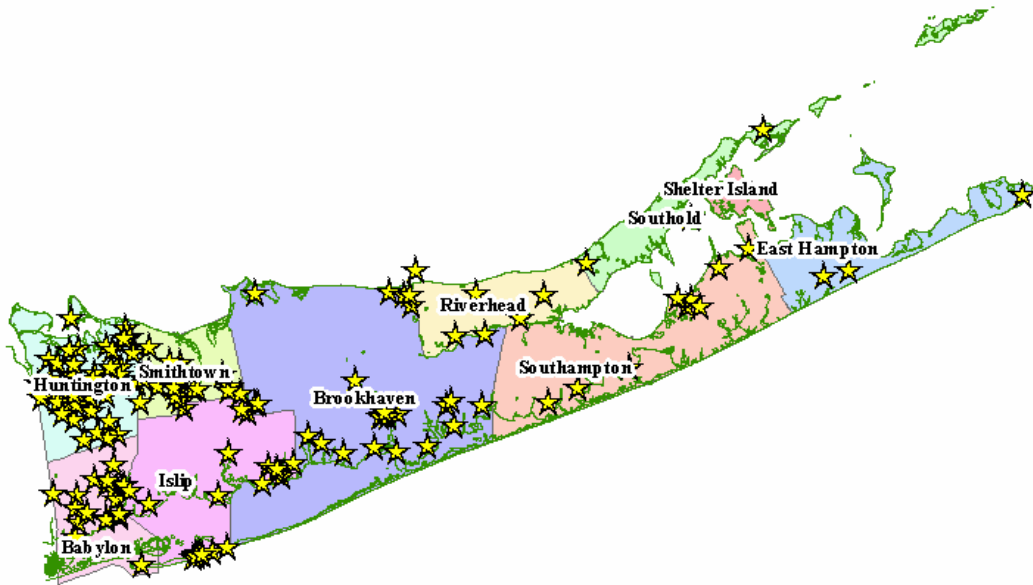 Shelter Island
Southold
East Hampton
Riverhead
Southampton
Smithtown
Huntington
Brookhaven
Islip
Babylon